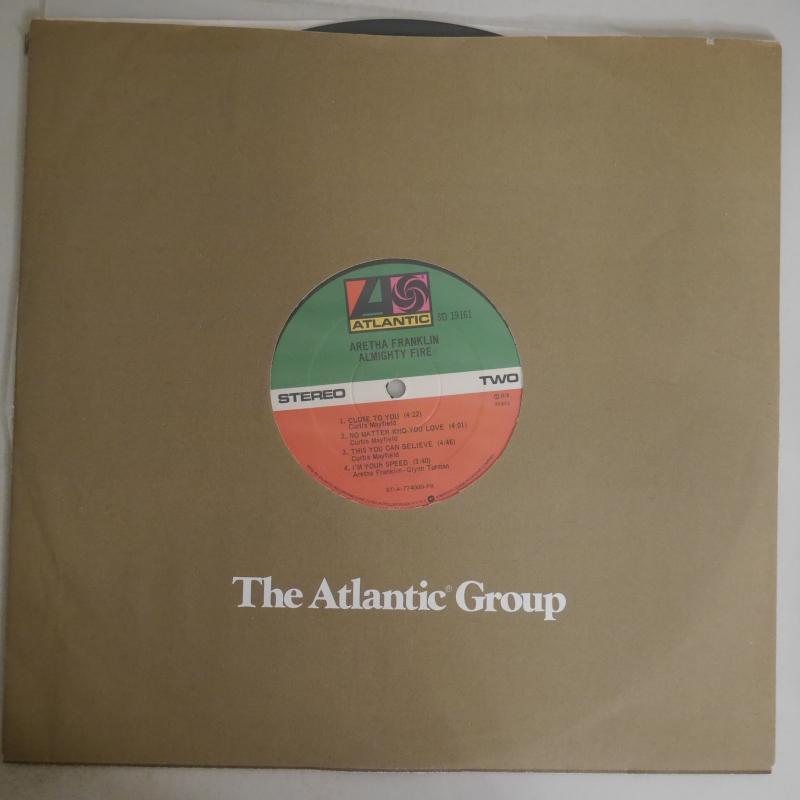 ATLANTIC
SD 19161
ARETHA FRANKLIN
ALMIGHTY FIRE
STEREO
TWO
1. CLOSE TO YOU (4:22)
Curtis Mayfield
2. NO MATTER WHO YOU LOVE (4:01)
Curtis Mayfield
3. THIS YOU CAN BELIEVE (4:46)
Curtis Mayfield
4. I'M YOUR SPEED (3:40)
Aretha Franklin-Glynn Turman
The Atlantic® Group